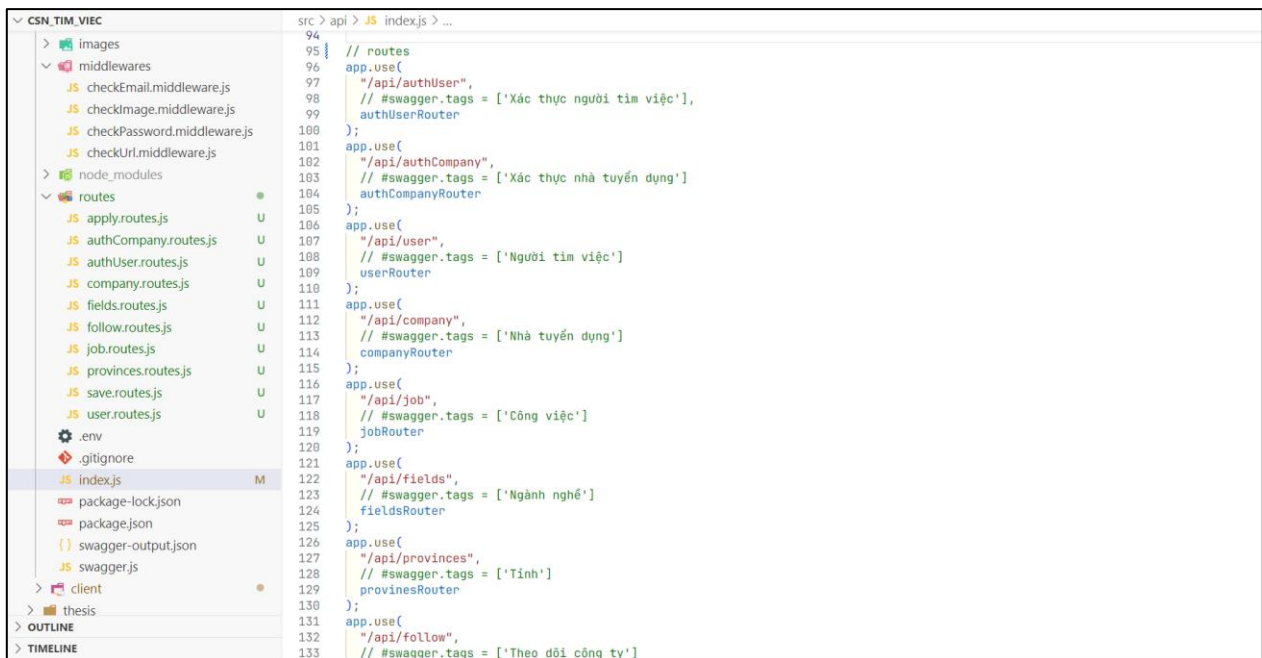 CSN_TIM_VIEC
images
middlewares
JS checkEmail.middleware.js
JS checkImage.middleware.js
JS checkPassword.middleware.js
JS checkUrl.middleware.js
node_modules
routes
JS apply.routes.js U
JS authCompany.routes.js U
JS authUser.routes.js U
JS company.routes.js U
JS fields.routes.js U
JS follow.routes.js U
JS job.routes.js U
JS provinces.routes.js U
JS save.routes.js U
JS user.routes.js U
.env
.gitignore
JS index.js M
package-lock.json
package.json
{ } swagger-output.json
JS swagger.js
client
thesis
OUTLINE
TIMELINE
src > api > JS index.js > ...
94
95 // routes
96 app.use(
97 "/api/authUser",
98 // #swagger.tags = ['Xác thực người tìm việc'],
99 authUserRouter
100 );
101 app.use(
102 "/api/authCompany",
103 // #swagger.tags = ['Xác thực nhà tuyển dụng']
104 authCompanyRouter
105 );
106 app.use(
107 "/api/user",
108 // #swagger.tags = ['Người tìm việc']
109 userRouter
110 );
111 app.use(
112 "/api/company",
113 // #swagger.tags = ['Nhà tuyển dụng']
114 companyRouter
115 );
116 app.use(
117 "/api/job",
118 // #swagger.tags = ['Công việc']
119 jobRouter
120 );
121 app.use(
122 "/api/fields",
123 // #swagger.tags = ['Ngành nghề']
124 fieldsRouter
125 );
126 app.use(
127 "/api/provinces",
128 // #swagger.tags = ['Tỉnh']
129 provinesRouter
130 );
131 app.use(
132 "/api/follow",
133 // #swagger.tags = ['Theo dõi công ty']